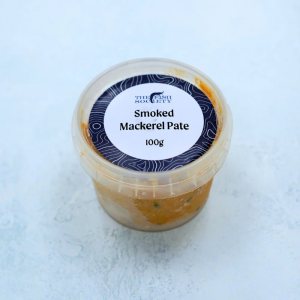 THE FISH
SOCIETY
Smoked
Mackerel Pate
100g